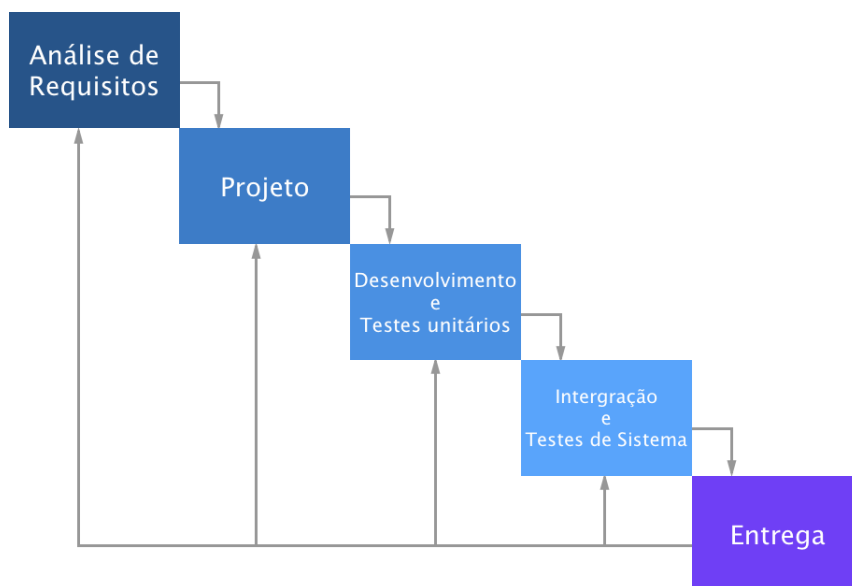 Análise de
Requisitos
Projeto
Desenvolvimento
e
Testes unitários
Intergração
e
Testes de Sistema
Entrega